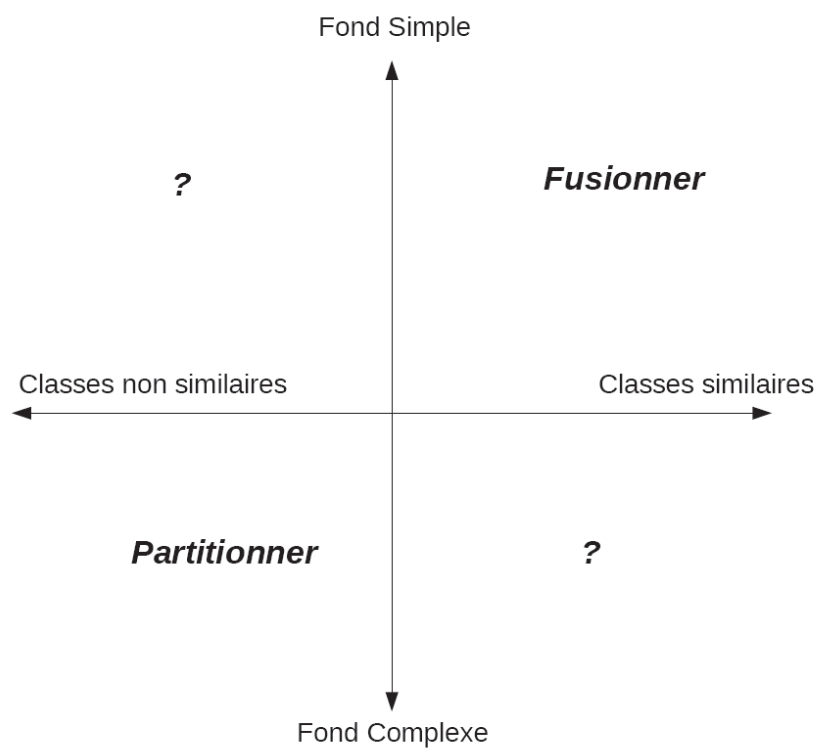 Fond Simple
?
Fusionner
Classes non similaires
Classes similaires
Partitionner
?
Fond Complexe